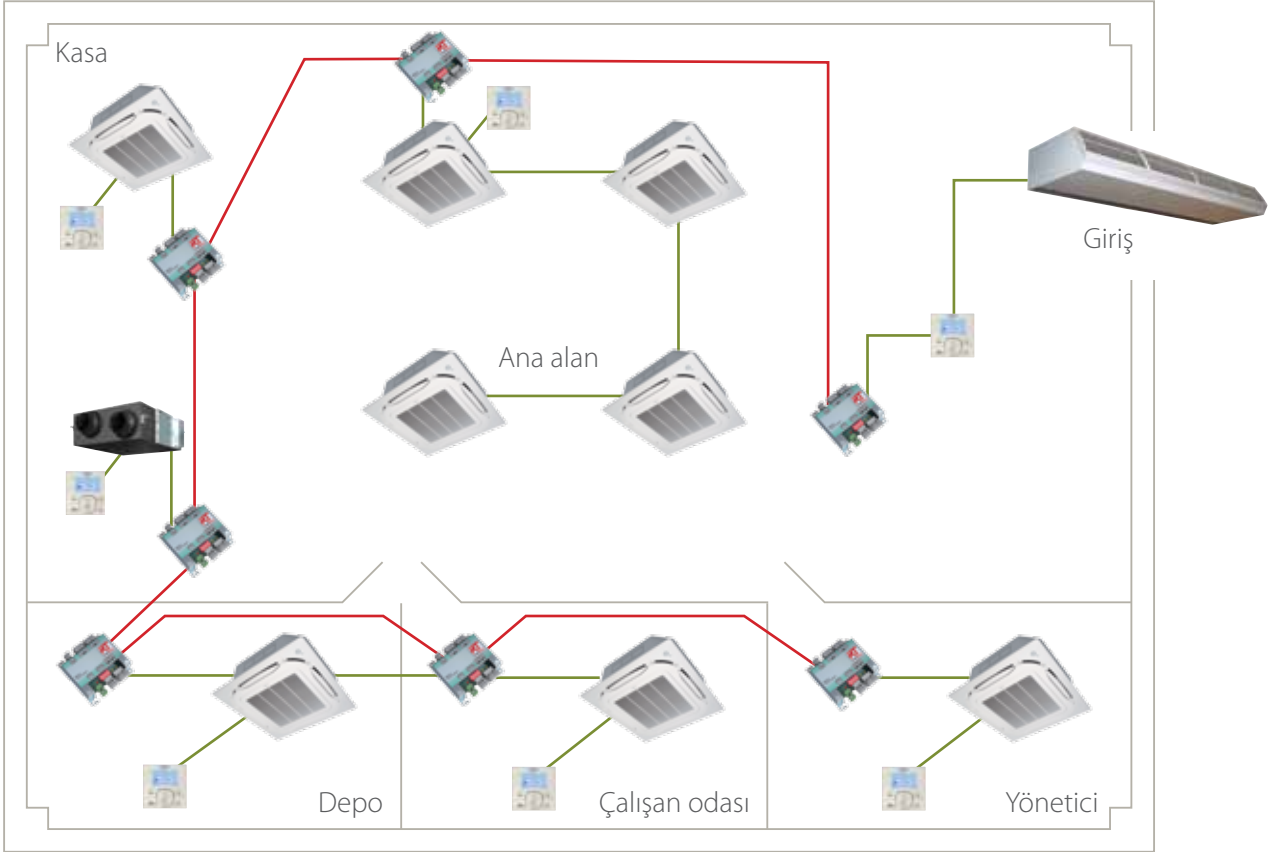 Kasa
Giriş
Ana alan
Depo
Çalışan odası
Yönetici